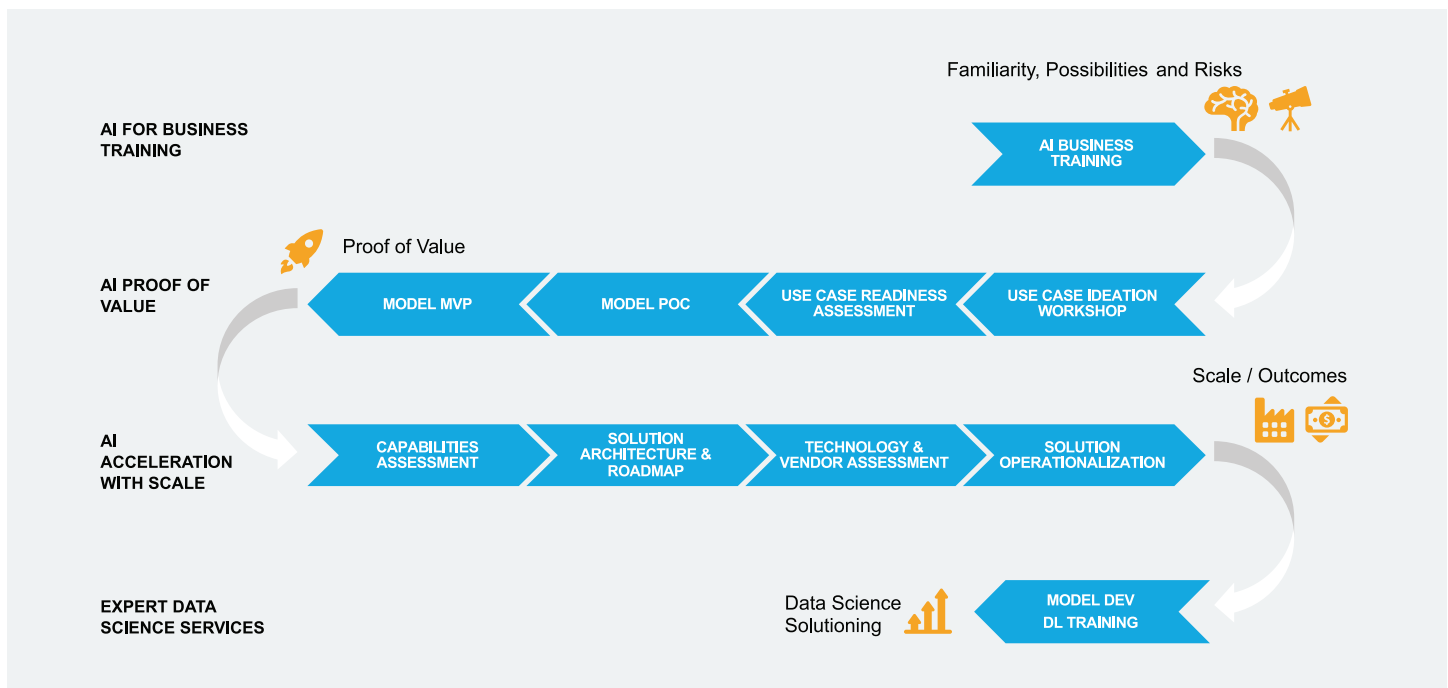 Familiarity, Possibilities and Risks
AI FOR BUSINESS
TRAINING
AI BUSINESS
TRAINING
Proof of Value
AI PROOF OF
VALUE
MODEL MVP
MODEL POC
USE CASE READINESS
ASSESSMENT
USE CASE IDEATION
WORKSHOP
Scale / Outcomes
AI
ACCELERATION
WITH SCALE
CAPABILITIES
ASSESSMENT
SOLUTION
ARCHITECTURE &
ROADMAP
TECHNOLOGY &
VENDOR ASSESSMENT
SOLUTION
OPERATIONALIZATION
EXPERT DATA
SCIENCE SERVICES
Data Science
Solutioning
MODEL DEV
DL TRAINING